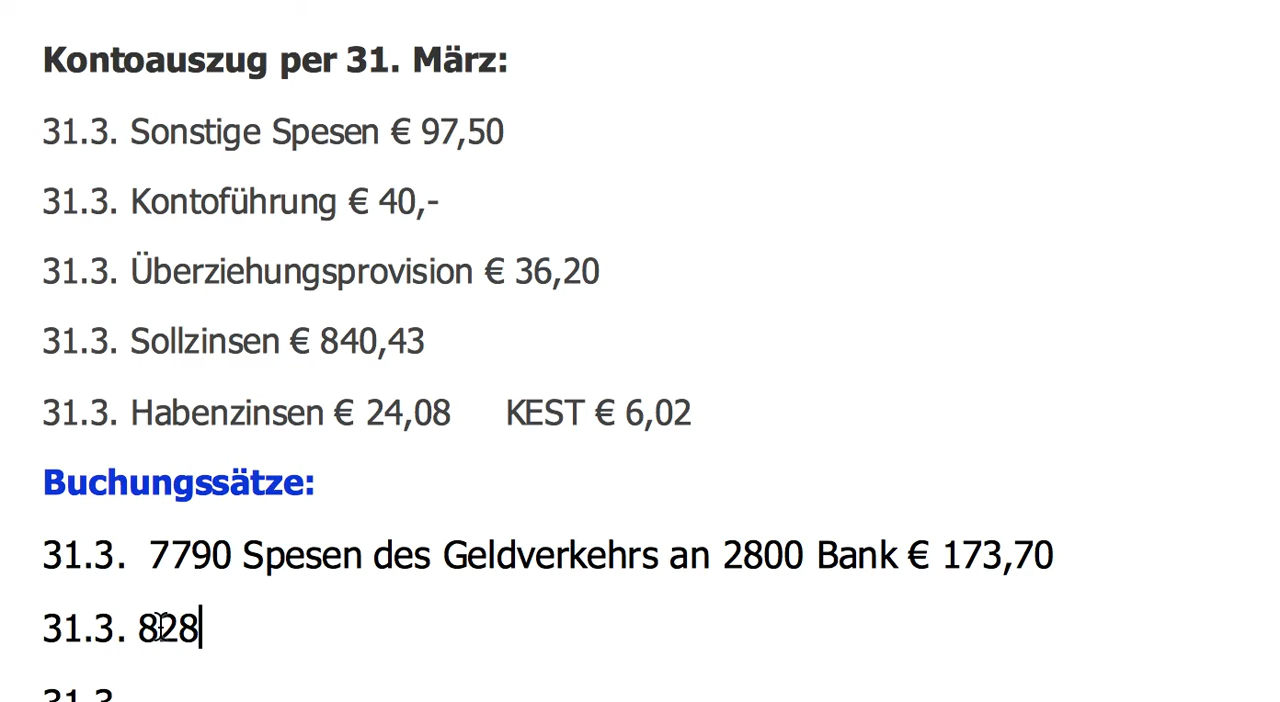 Kontoauszug per 31. März:
31.3. Sonstige Spesen € 97,50
31.3. Kontoführung € 40,-
31.3. Überziehungsprovision € 36,20
31.3. Sollzinsen € 840,43
31.3. Habenzinsen € 24,08 KEST € 6,02
Buchungssätze:
31.3. 7790 Spesen des Geldverkehrs an 2800 Bank € 173,70
31.3. 828
31.3.